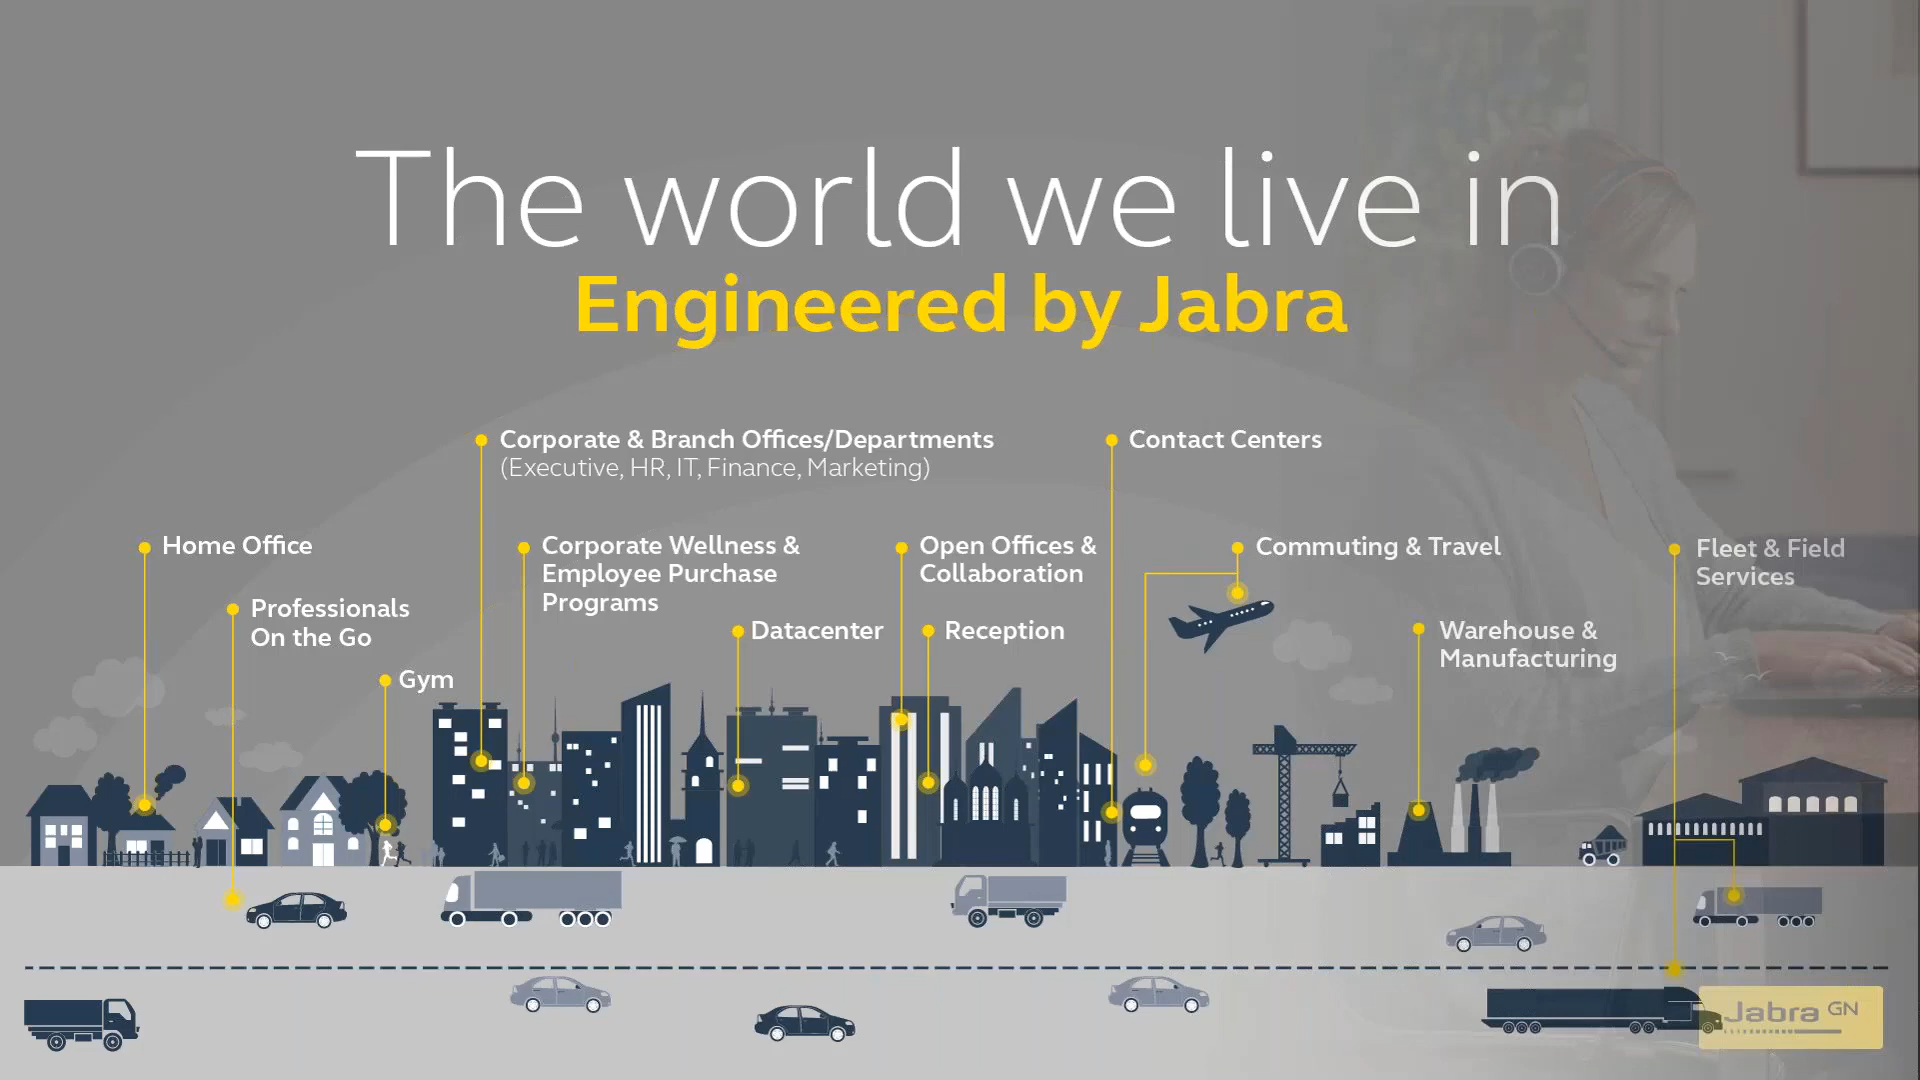 The world we live in
Engineered by Jabra
Corporate & Branch Offices/Departments
(Executive, HR, IT, Finance, Marketing)
Contact Centers
Home Office
Corporate Wellness &
Employee Purchase
Programs
Open Offices &
Collaboration
Commuting & Travel
Fleet & Field
Services
Professionals
On the Go
Datacenter
Reception
Warehouse &
Manufacturing
Gym
Jabra GN